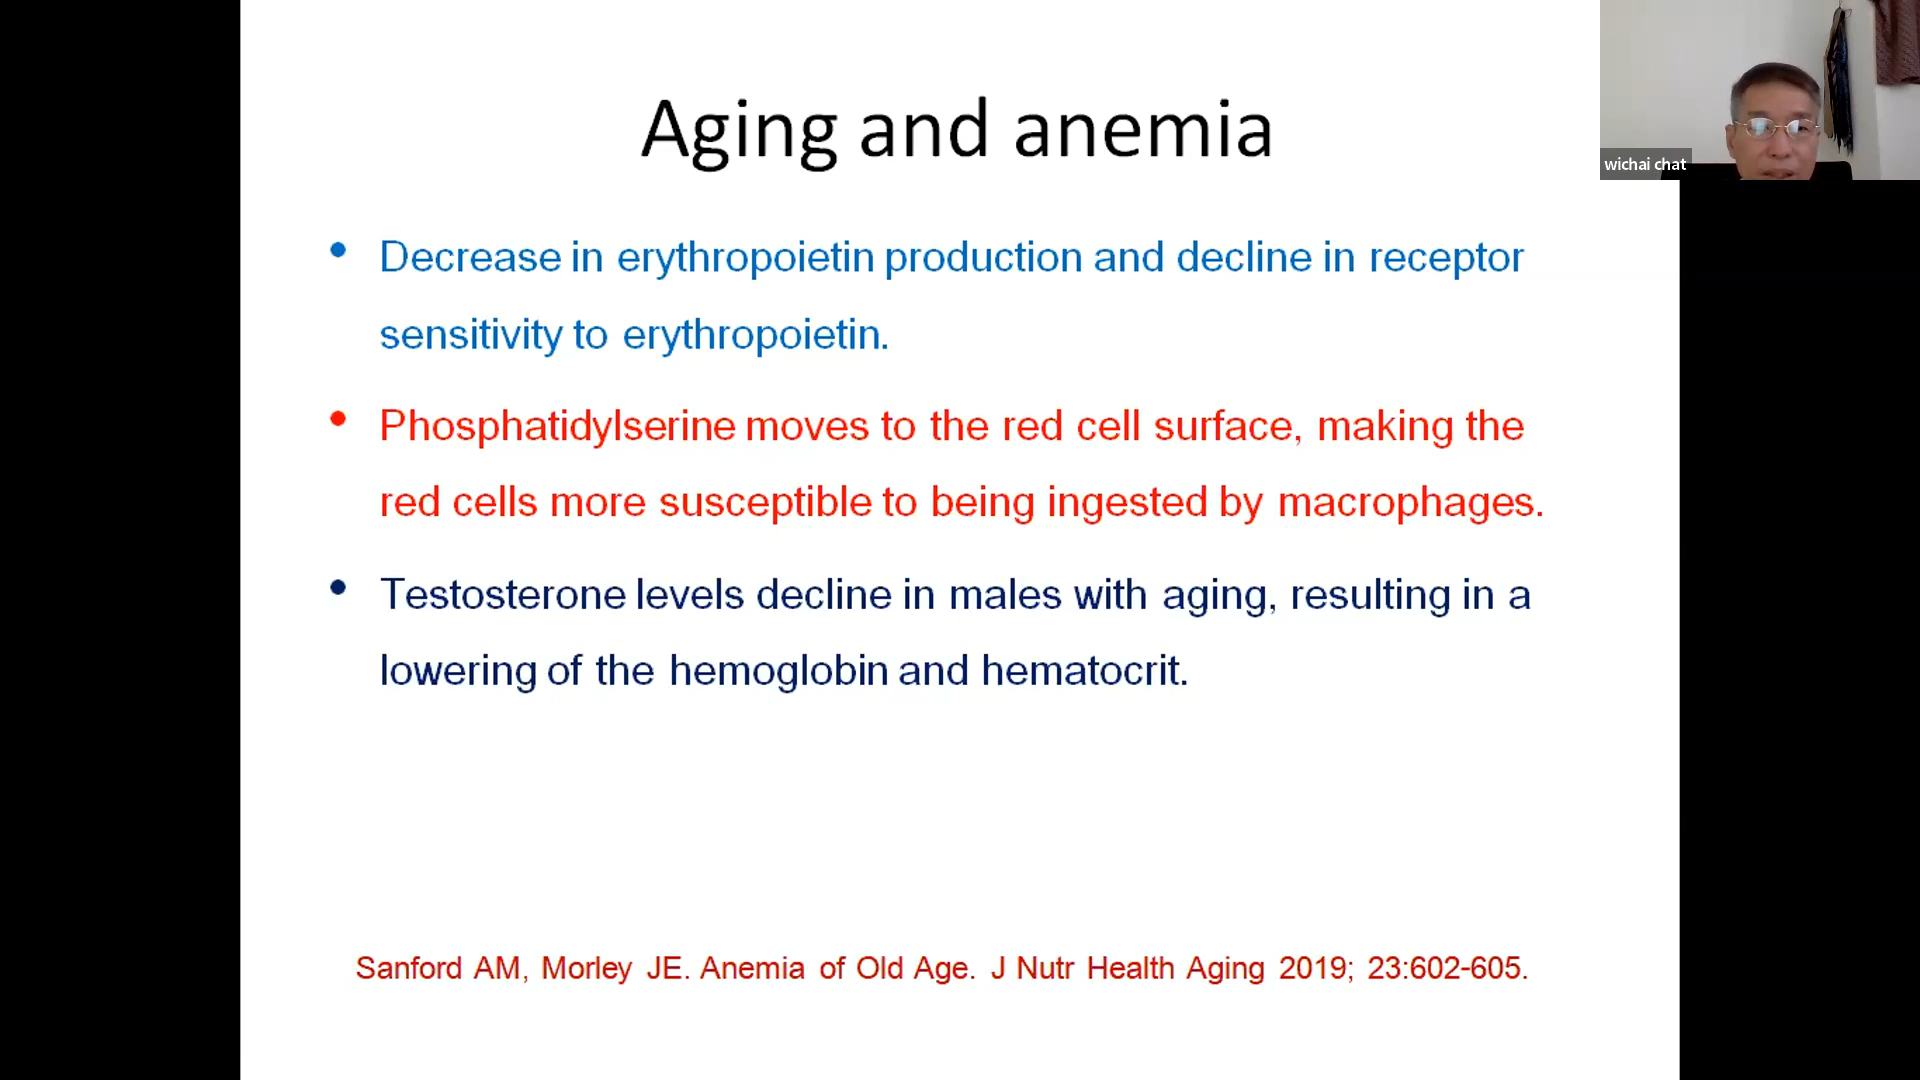 Aging and anemia
wichai chat
• Decrease in erythropoietin production and decline in receptor
sensitivity to erythropoietin.
• Phosphatidylserine moves to the red cell surface, making the
red cells more susceptible to being ingested by macrophages.
• Testosterone levels decline in males with aging, resulting in a
lowering of the hemoglobin and hematocrit.
Sanford AM, Morley JE. Anemia of Old Age. J Nutr Health Aging 2019; 23:602-605.